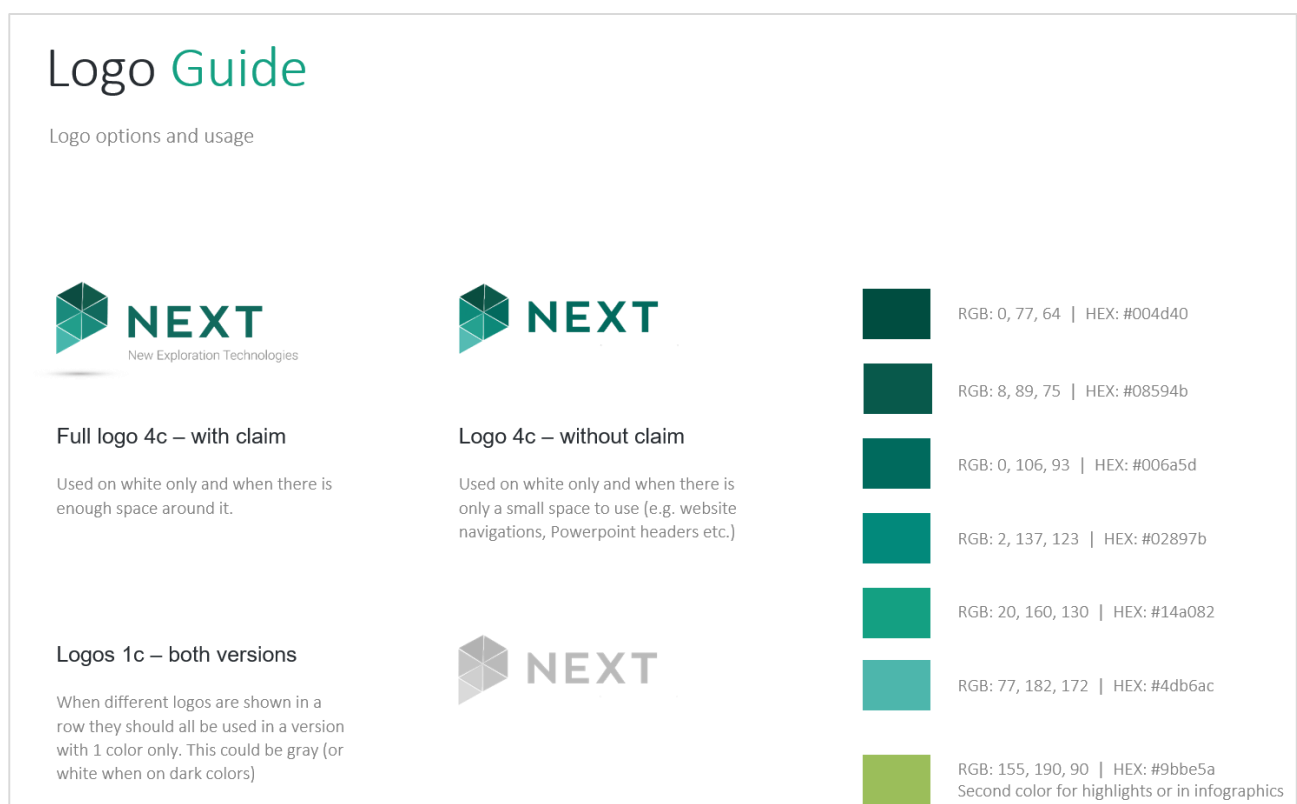 Logo Guide
Logo options and usage
NEXT
New Exploration Technologies
Full logo 4c – with claim
Used on white only and when there is
enough space around it.
NEXT
Logo 4c – without claim
Used on white only and when there is
only a small space to use (e.g. website
navigations, Powerpoint headers etc.)
Logos 1c – both versions
When different logos are shown in a
row they should all be used in a version
with 1 color only. This could be gray (or
white when on dark colors)
NEXT
RGB: 0, 77, 64 | HEX: #004d40
RGB: 8, 89, 75 | HEX: #08594b
RGB: 0, 106, 93 | HEX: #006a5d
RGB: 2, 137, 123 | HEX: #02897b
RGB: 20, 160, 130 | HEX: #14a082
RGB: 77, 182, 172 | HEX: #4db6ac
RGB: 155, 190, 90 | HEX: #9bbe5a
Second color for highlights or in infographics